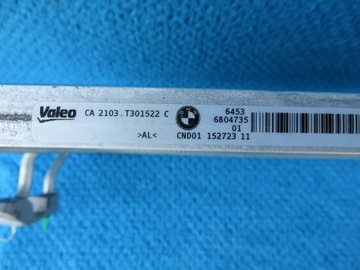 Valeo CA 2103 T301522 C 6453
6804735
01
>AL< CND01 152723 11